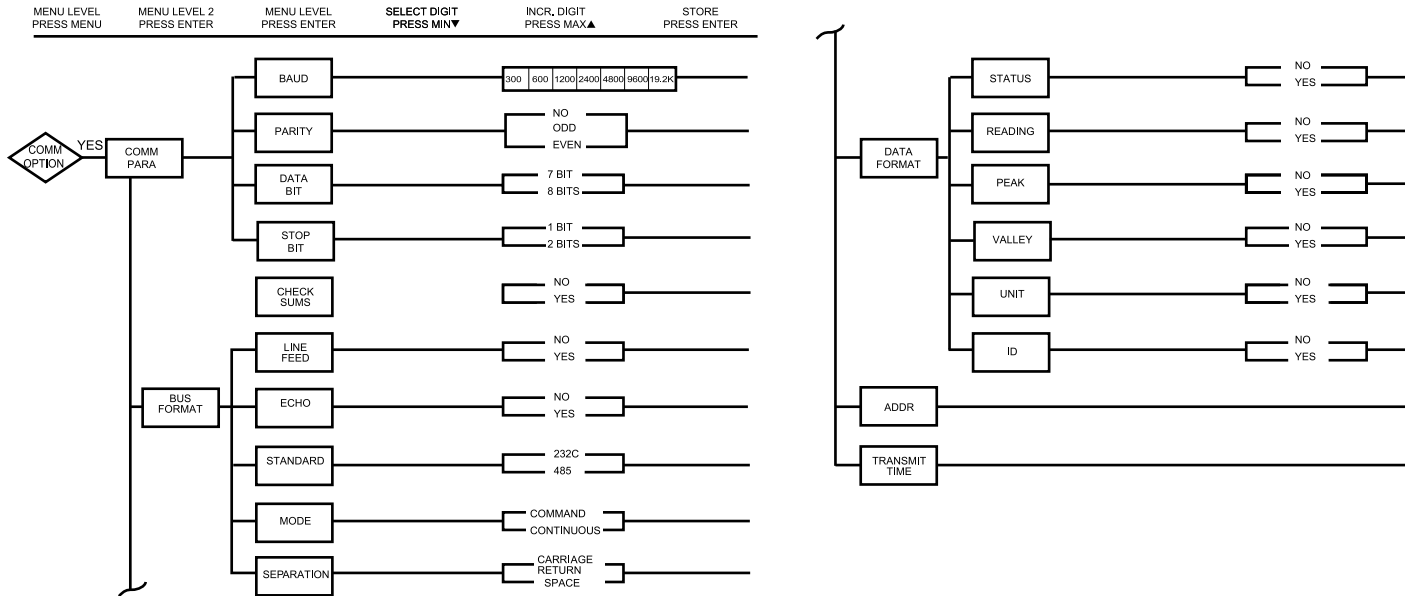 MENU LEVEL
PRESS MENU
MENU LEVEL 2
PRESS ENTER
MENU LEVEL
PRESS ENTER
SELECT DIGIT
PRESS MIN▼
INCR. DIGIT
PRESS MAX▲
STORE
PRESS ENTER
COMM
OPTION
YES
COMM
PARA
BAUD
300 600 1200 2400 4800 9600 19.2K
PARITY
NO
ODD
EVEN
DATA
BIT
7 BIT
8 BITS
STOP
BIT
1 BIT
2 BITS
CHECK
SUMS
NO
YES
BUS
FORMAT
LINE
FEED
NO
YES
ECHO
NO
YES
STANDARD
232C
485
MODE
COMMAND
CONTINUOUS
SEPARATION
CARRIAGE
RETURN
SPACE
DATA
FORMAT
STATUS
NO
YES
READING
NO
YES
PEAK
NO
YES
VALLEY
NO
YES
UNIT
NO
YES
ID
NO
YES
ADDR
TRANSMIT
TIME